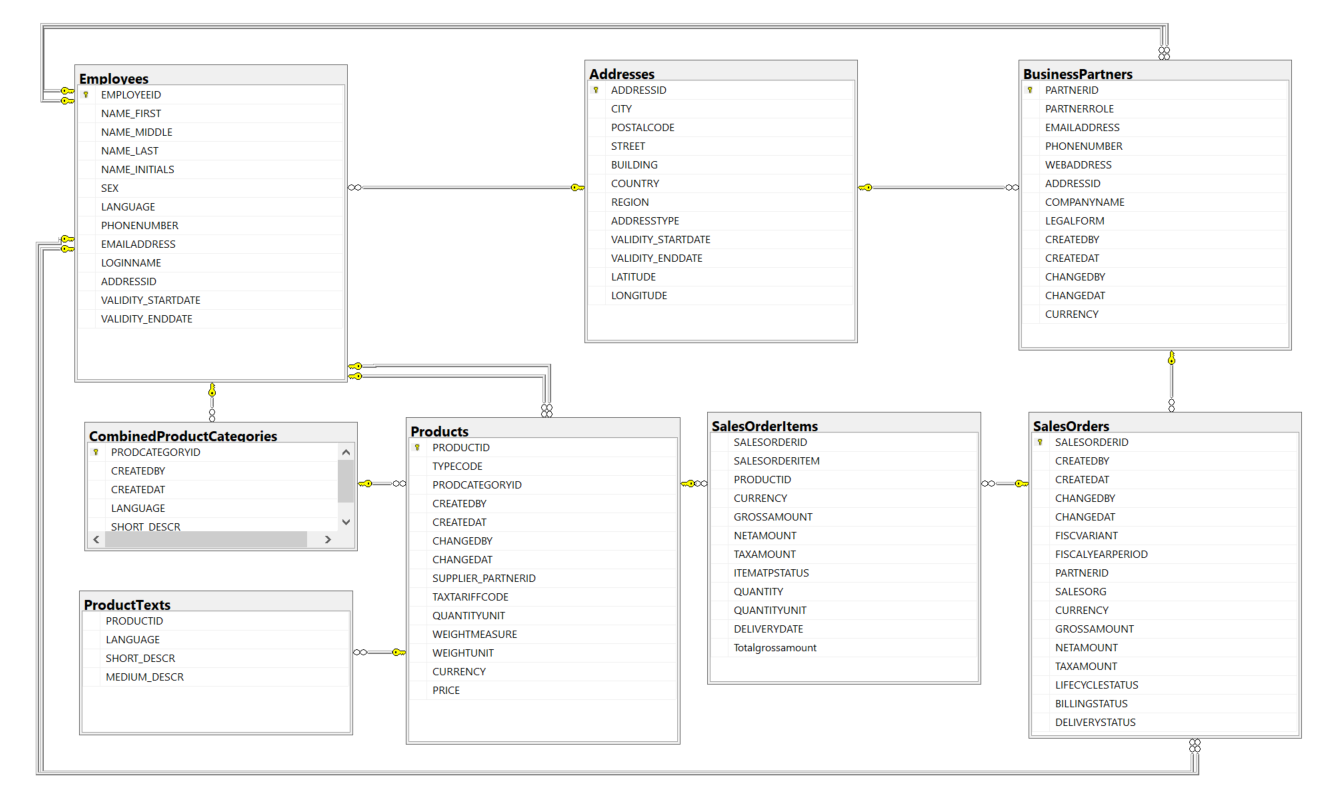 Employees
EMPLOYEEID
NAME_FIRST
NAME_MIDDLE
NAME_LAST
NAME_INITIALS
SEX
LANGUAGE
PHONENUMBER
EMAILADDRESS
LOGINNAME
ADDRESSID
VALIDITY_STARTDATE
VALIDITY_ENDDATE
Addresses
ADDRESSID
CITY
POSTALCODE
STREET
BUILDING
COUNTRY
REGION
ADDRESSTYPE
VALIDITY_STARTDATE
VALIDITY_ENDDATE
LATITUDE
LONGITUDE
BusinessPartners
PARTNERID
PARTNERROLE
EMAILADDRESS
PHONENUMBER
WEBADDRESS
ADDRESSID
COMPANYNAME
LEGALFORM
CREATEDBY
CREATEDAT
CHANGEDBY
CHANGEDAT
CURRENCY
CombinedProductCategories
PRODCATEGORYID
CREATEDBY
CREATEDAT
LANGUAGE
SHORT_DESCR
ProductTexts
PRODUCTID
LANGUAGE
SHORT_DESCR
MEDIUM_DESCR
Products
PRODUCTID
TYPECODE
PRODCATEGORYID
CREATEDBY
CREATEDAT
CHANGEDBY
CHANGEDAT
SUPPLIER_PARTNERID
TAXTARIFFCODE
QUANTITYUNIT
WEIGHTMEASURE
WEIGHTUNIT
CURRENCY
PRICE
SalesOrderItems
SALESORDERID
SALESORDERITEM
PRODUCTID
CURRENCY
GROSSAMOUNT
NETAMOUNT
TAXAMOUNT
ITEMATPSTATUS
QUANTITY
QUANTITYUNIT
DELIVERYDATE
Totalgrossamount
SalesOrders
SALESORDERID
CREATEDBY
CREATEDAT
CHANGEDBY
CHANGEDAT
FISCVARIANT
FISCALYEARPERIOD
PARTNERID
SALESORG
CURRENCY
GROSSAMOUNT
NETAMOUNT
TAXAMOUNT
LIFECYCLESTATUS
BILLINGSTATUS
DELIVERYSTATUS